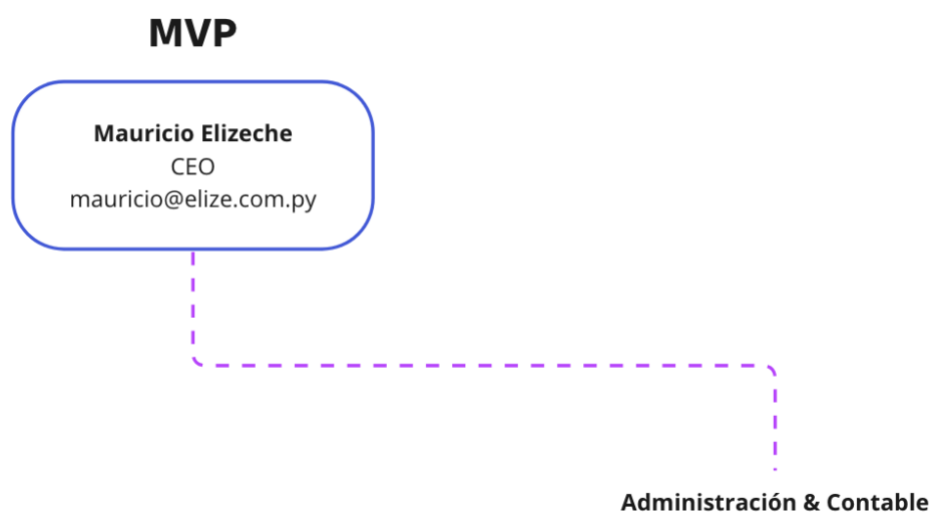 MVP
Mauricio Elizeche
CEO
mauricio@elize.com.py
Administración & Contable